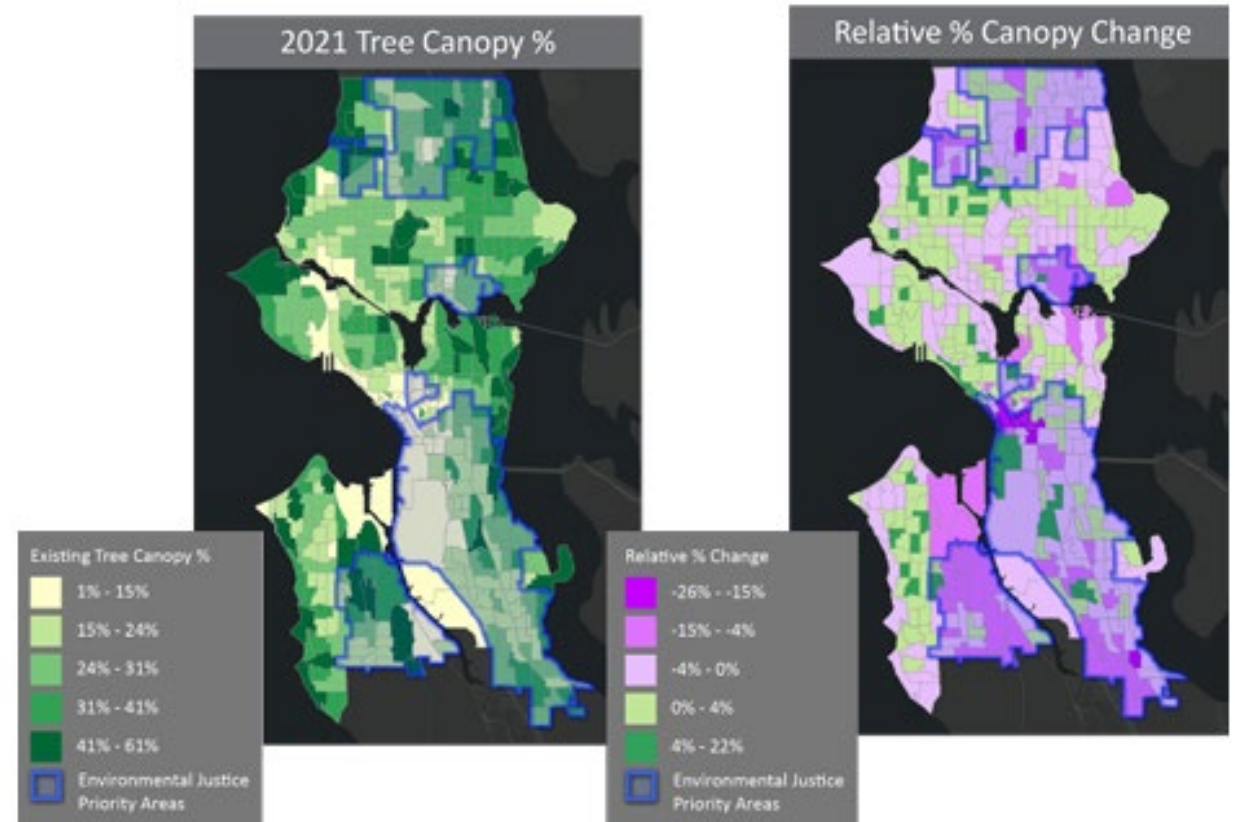 2021 Tree Canopy %
Relative % Canopy Change
Existing Tree Canopy %
1% - 15%
15% - 24%
24% - 31%
31% - 41%
41% - 61%
Environmental Justice
Priority Areas
Relative % Change
-26% - -15%
-15% - -4%
-4% - 0%
0% - 4%
4% - 22%
Environmental Justice
Priority Areas